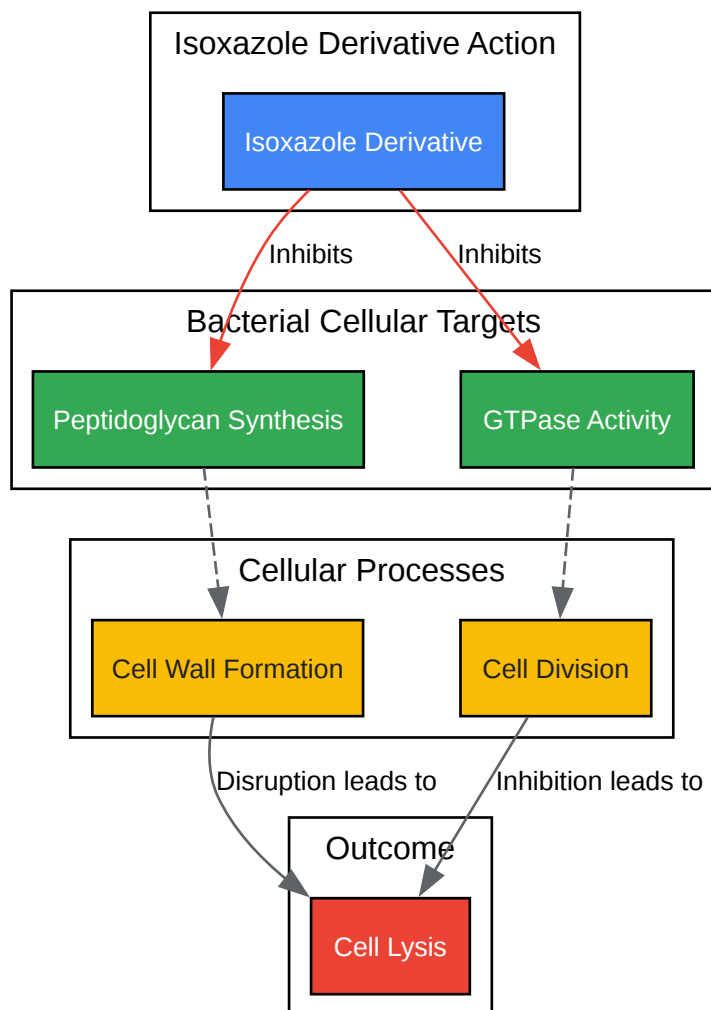 Isoxazole Derivative Action
Isoxazole Derivative
Inhibits
Inhibits
Bacterial Cellular Targets
Peptidoglycan Synthesis
GTPase Activity
Cellular Processes
Cell Wall Formation
Cell Division
Disruption leads to
Inhibition leads to
Outcome
Cell Lysis